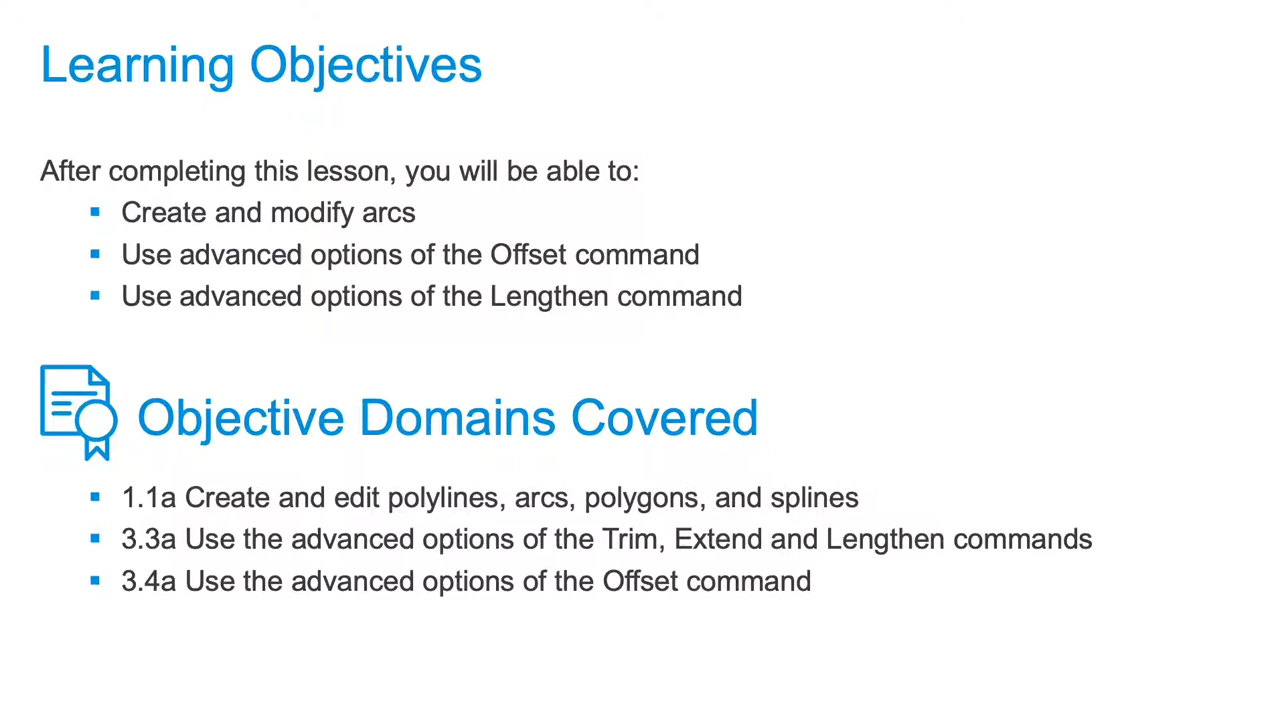 Learning Objectives
After completing this lesson, you will be able to:
Create and modify arcs
Use advanced options of the Offset command
Use advanced options of the Lengthen command
Objective Domains Covered
1.1a Create and edit polylines, arcs, polygons, and splines
3.3a Use the advanced options of the Trim, Extend and Lengthen commands
3.4a Use the advanced options of the Offset command